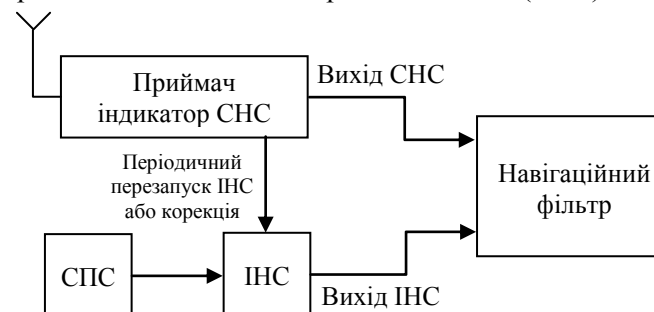 Приймач
індикатор СНС
Вихід СНС
Періодичний
перезапуск ІНС
або корекція
Навігаційний
фільтр
СПС
ІНС
Вихід ІНС